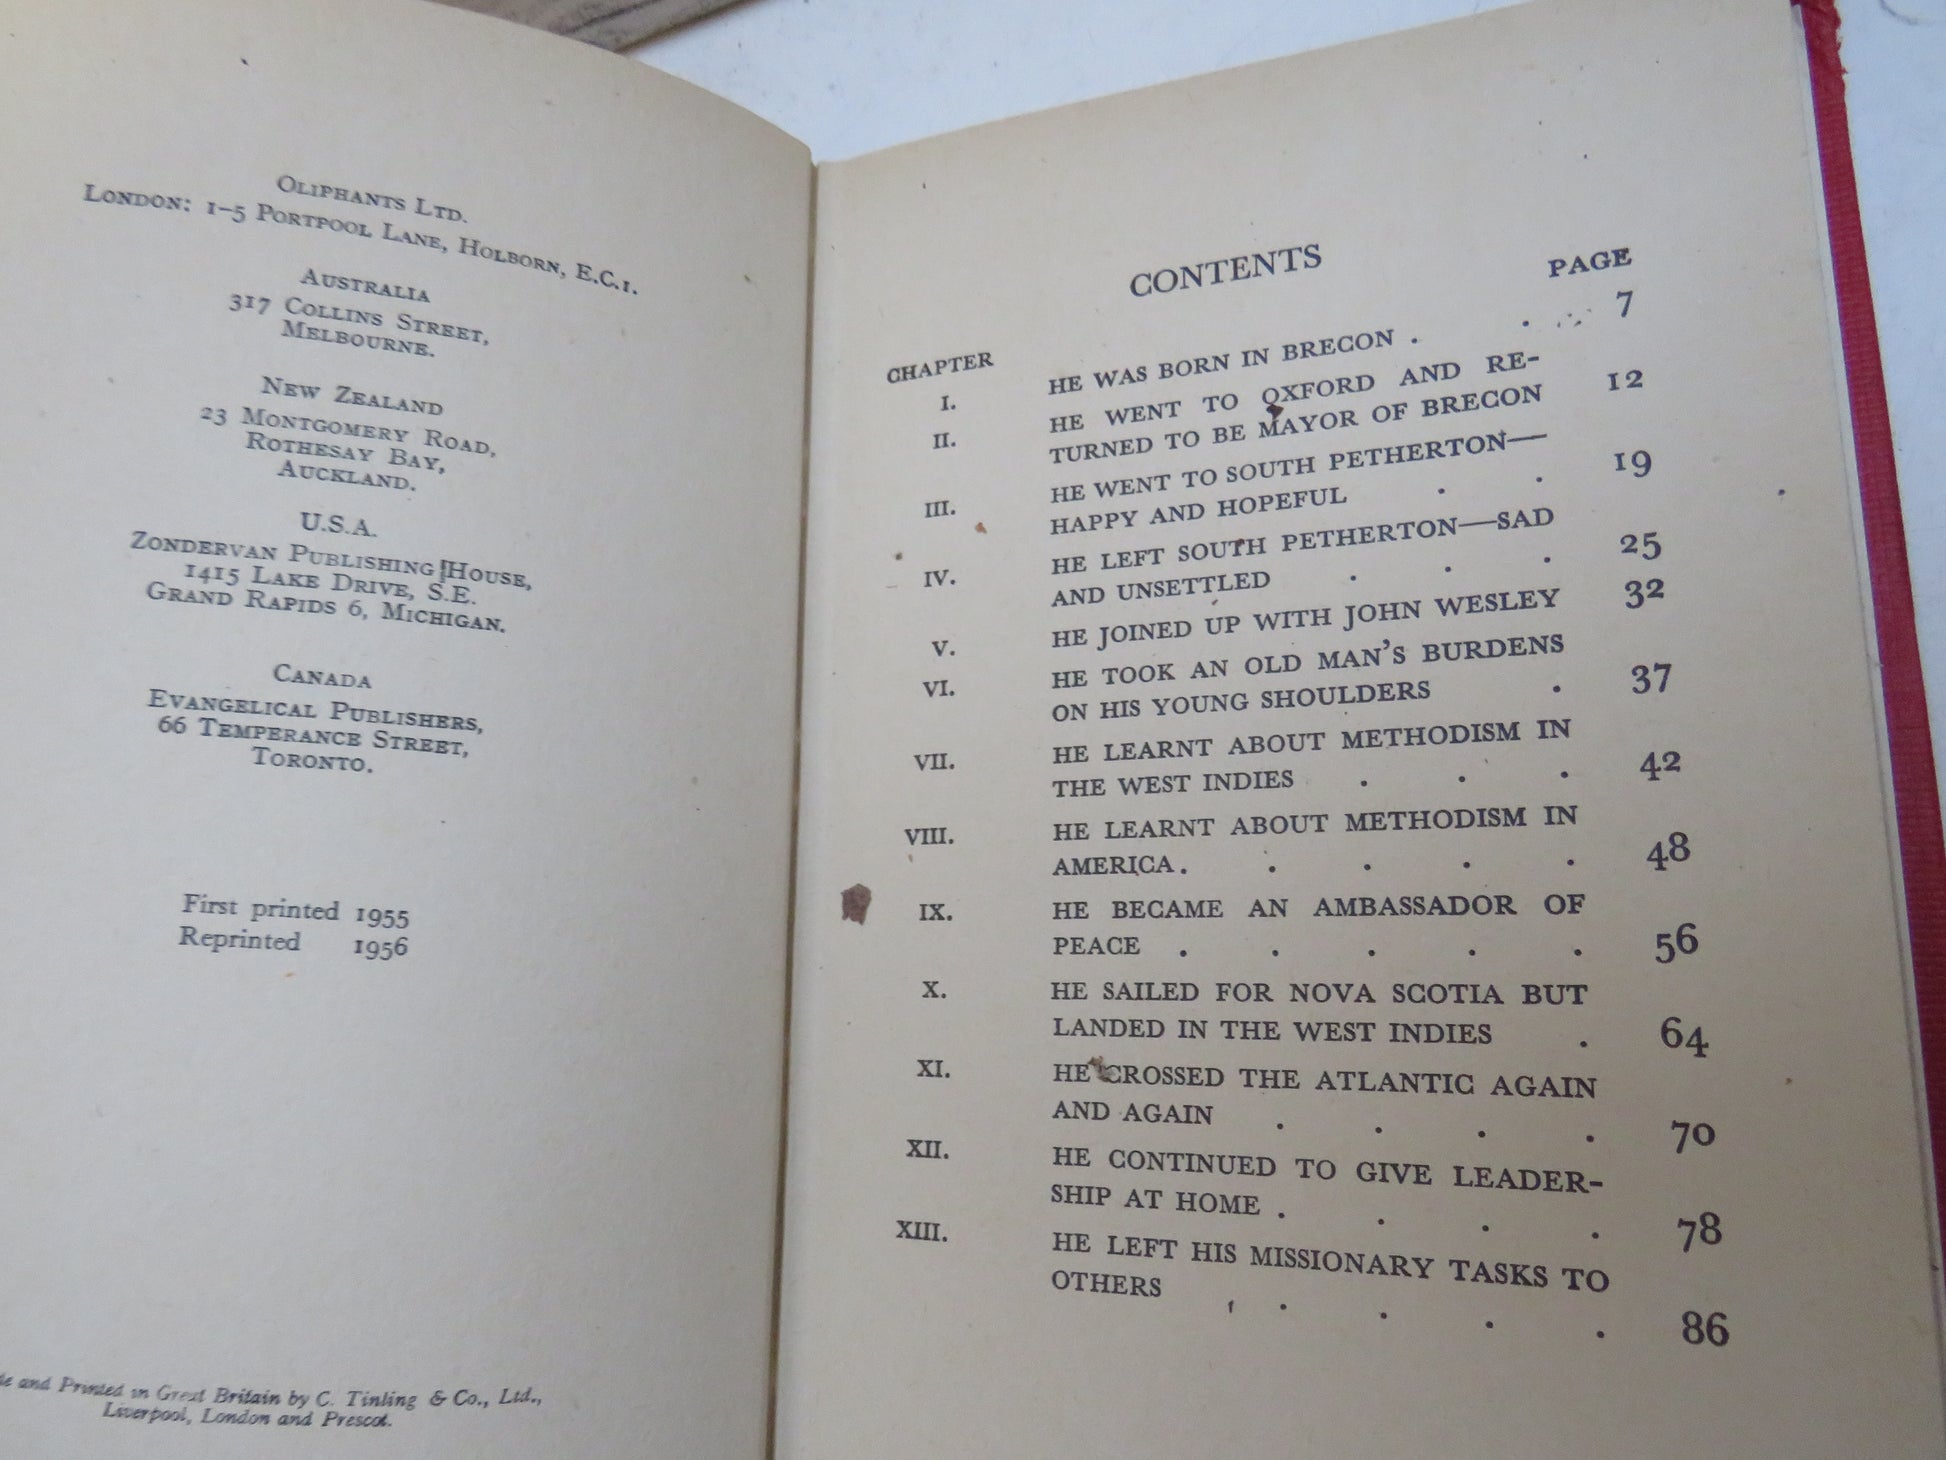 OLIPHANTS LTD.
LONDON: 1–5 PORTPOOL LANE, HOLBORN, E.C.1.
AUSTRALIA
317 COLLINS STREET,
MELBOURNE.
NEW ZEALAND
23 MONTGOMERY ROAD,
ROTHESAY BAY,
AUCKLAND.
U.S.A.
ZONDERVAN PUBLISHING HOUSE,
1415 LAKE DRIVE, S.E.
GRAND RAPIDS 6, MICHIGAN.
CANADA
EVANGELICAL PUBLISHERS,
66 TEMPERANCE STREET,
TORONTO.
First printed 1955
Reprinted 1956
and Printed in Great Britain by C. Tinling & Co., Ltd.,
Liverpool, London and Prescot.
CONTENTS
CHAPTER PAGE
I. HE WAS BORN IN BRECON . . 7
II. HE WENT TO OXFORD AND RE-
TURNED TO BE MAYOR OF BRECON 12
III. HE WENT TO SOUTH PETHERTON—
HAPPY AND HOPEFUL . . 19
IV. HE LEFT SOUTH PETHERTON—SAD
AND UNSETTLED . . . 25
V. HE JOINED UP WITH JOHN WESLEY 32
VI. HE TOOK AN OLD MAN'S BURDENS
ON HIS YOUNG SHOULDERS . 37
VII. HE LEARNT ABOUT METHODISM IN
THE WEST INDIES . . . 42
VIII. HE LEARNT ABOUT METHODISM IN
AMERICA . . . . . 48
IX. HE BECAME AN AMBASSADOR OF
PEACE . . . . . 56
X. HE SAILED FOR NOVA SCOTIA BUT
LANDED IN THE WEST INDIES . 64
XI. HE CROSSED THE ATLANTIC AGAIN
AND AGAIN . . . . 70
XII. HE CONTINUED TO GIVE LEADER-
SHIP AT HOME . . . . 78
XIII. HE LEFT HIS MISSIONARY TASKS TO
OTHERS . . . . 86